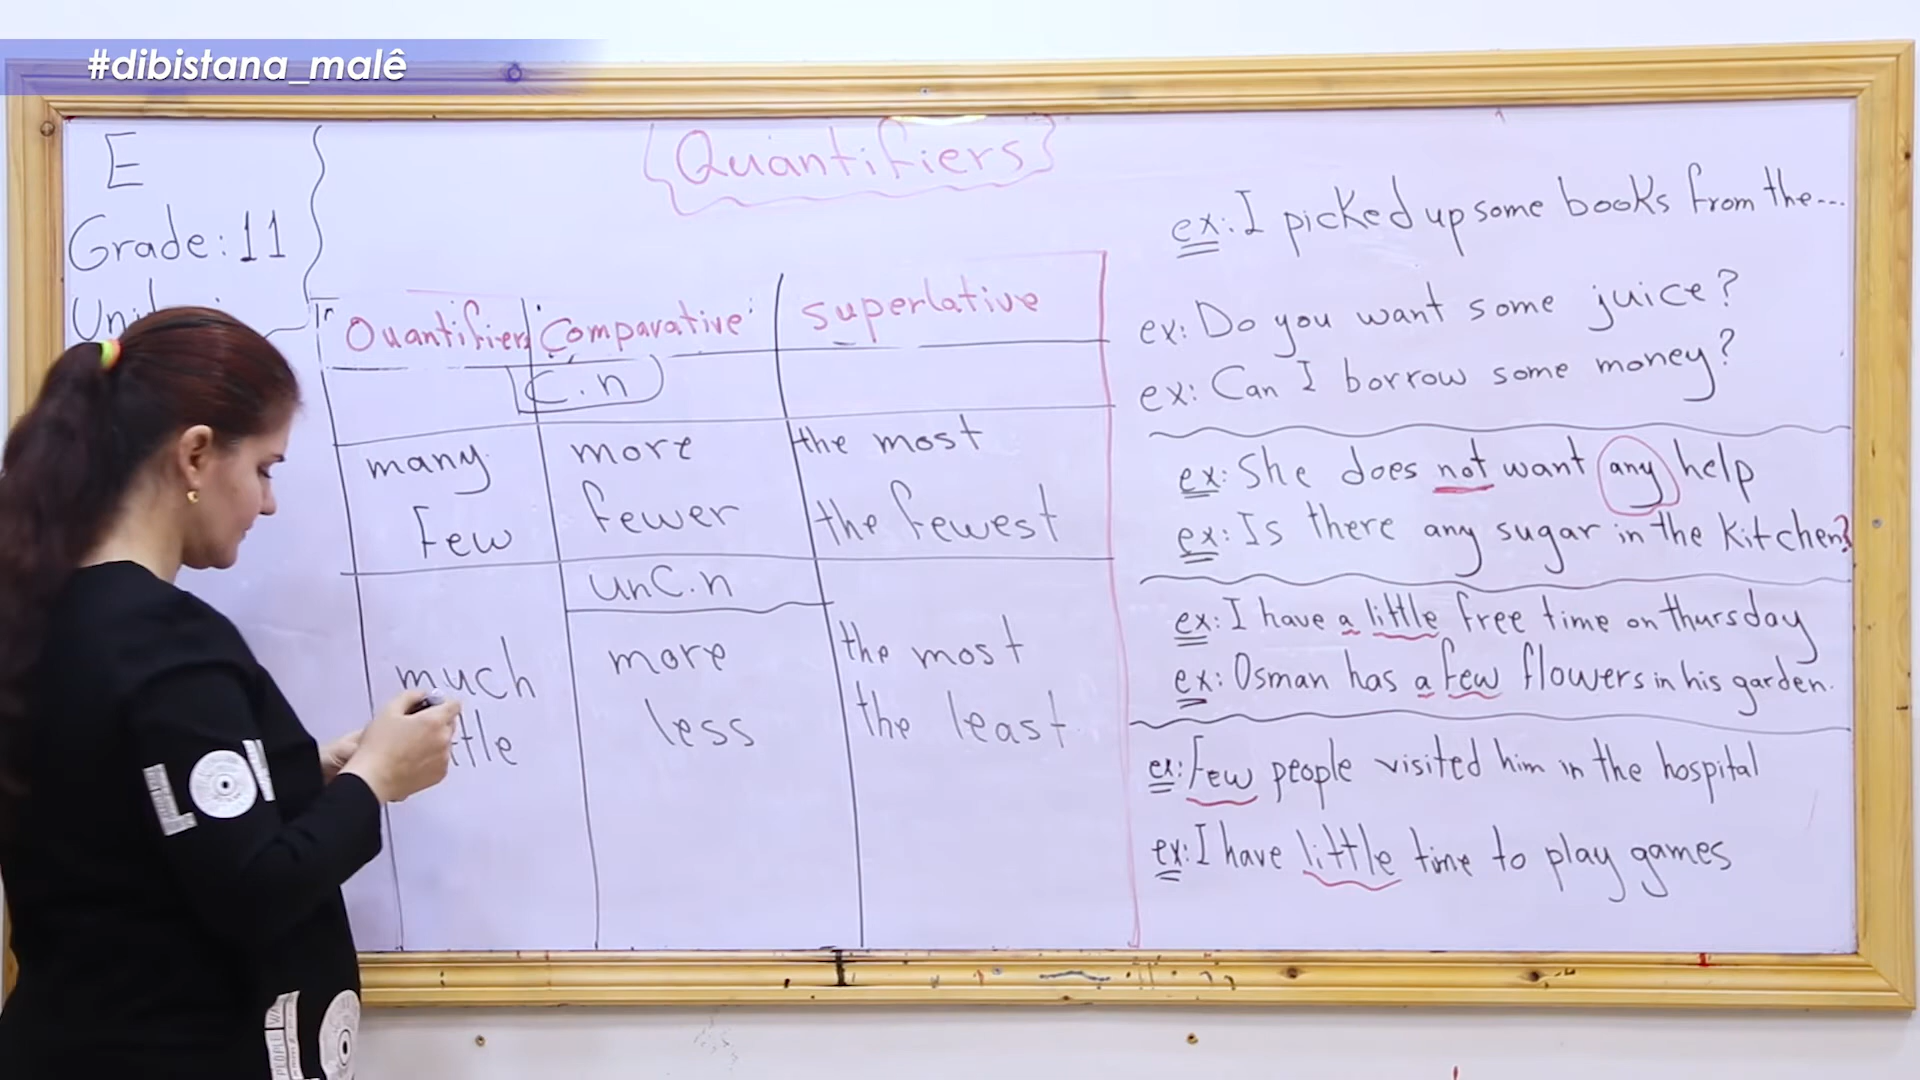 #dibistana_malê
E
Grade: 11
Quantifiers
Quantifiers Comparative superlative
C.n
many more the most
Few fewer the fewest
unC.n
much more the most
less the least
ex: I picked up some books from the...
ex: Do you want some juice?
ex: Can I borrow some money?
ex: She does not want any help
ex: Is there any sugar in the kitchen?
ex: I have a little free time on thursday
ex: Osman has a few flowers in his garden.
ex: Few people visited him in the hospital
ex: I have little time to play games